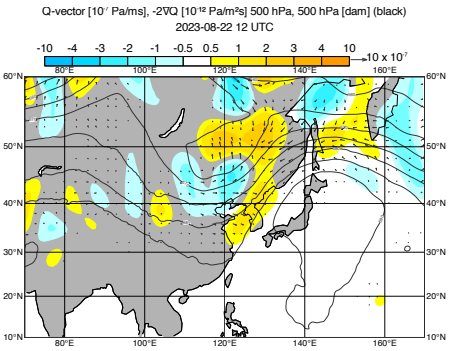 Q-vector [10⁻⁷ Pa/ms], -2∇Q [10⁻¹² Pa/m²s] 500 hPa, 500 hPa [dam] (black)
2023-08-22 12 UTC
-10 -4 -3 -2 -1 -0.5 0.5 1 2 3 4 10
10 x 10⁻⁷
80°E 100°E 120°E 140°E 160°E
60°N 60°N
50°N 50°N
40°N 40°N
30°N 30°N
20°N 20°N
10°N 10°N
80°E 100°E 120°E 140°E 160°E